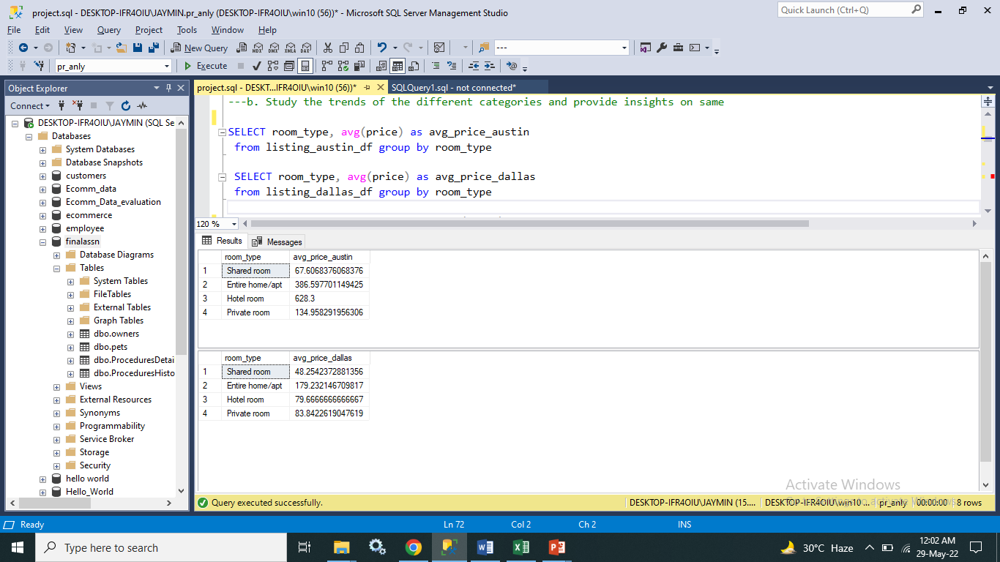 project.sql - DESKTOP-IFR4OIU\JAYMIN.pr_anly (DESKTOP-IFR4OIU\win10 (56))* - Microsoft SQL Server Management Studio
Quick Launch (Ctrl+Q)
File Edit View Query Project Tools Window Help
New Query MDX DMX XMLA DAX ---
pr_anly Execute
Object Explorer
Connect
DESKTOP-IFR4OIU\JAYMIN (SQL Se
Databases
System Databases
Database Snapshots
customers
Ecomm_data
Ecomm_Data_evaluation
ecommerce
employee
finalassn
Database Diagrams
Tables
System Tables
FileTables
External Tables
Graph Tables
dbo.owners
dbo.pets
dbo.ProceduresDetai
dbo.ProceduresHisto
Views
External Resources
Synonyms
Programmability
Service Broker
Storage
Security
hello world
Hello_World
project.sql - DESKT...IFR4OIU\win10 (56))* SQLQuery1.sql - not connected*
---b. Study the trends of the different categories and provide insights on same
SELECT room_type, avg(price) as avg_price_austin
from listing_austin_df group by room_type
SELECT room_type, avg(price) as avg_price_dallas
from listing_dallas_df group by room_type
120 %
Results Messages
room_type avg_price_austin
1 Shared room 67.6068376068376
2 Entire home/apt 386.597701149425
3 Hotel room 628.3
4 Private room 134.958291956306
room_type avg_price_dallas
1 Shared room 48.2542372881356
2 Entire home/apt 179.232146709817
3 Hotel room 79.6666666666667
4 Private room 83.8422619047619
Activate Windows
Go to Settings to activate Windows.
Query executed successfully. DESKTOP-IFR4OIU\JAYMIN (15.... DESKTOP-IFR4OIU\win10 ... pr_anly 00:00:00 8 rows
Ready Ln 72 Col 2 Ch 2 INS
Type here to search
30°C Haze
12:02 AM
29-May-22